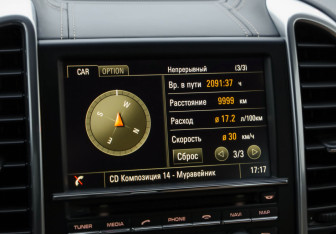 CAR OPTION Непрерывный (3/3)
Вр. в пути 2091:37 ч
Расстояние 9999 км
Расход ø 17.2 л/100км
Скорость ø 30 км/ч
Сброс 3/3
W
N
S
E
CD Композиция 14 - Муравейник 17:17
TUNER MEDIA PHONE NAVI MAP